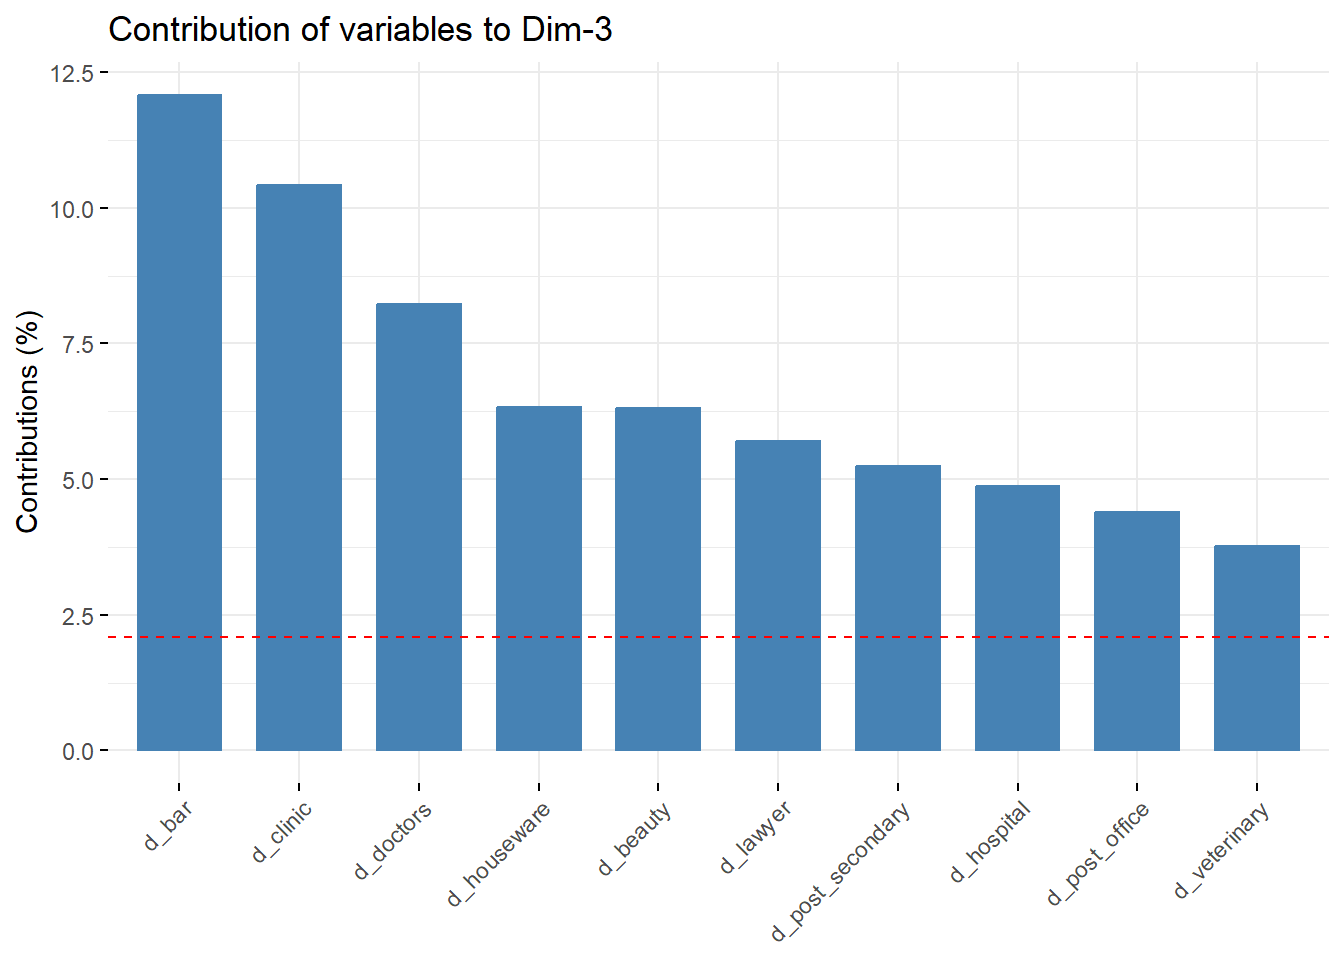 Contribution of variables to Dim-3
Contributions (%)
12.5
10.0
7.5
5.0
2.5
0.0
d_bar
d_clinic
d_doctors
d_houseware
d_beauty
d_lawyer
d_post_secondary
d_hospital
d_post_office
d_veterinary